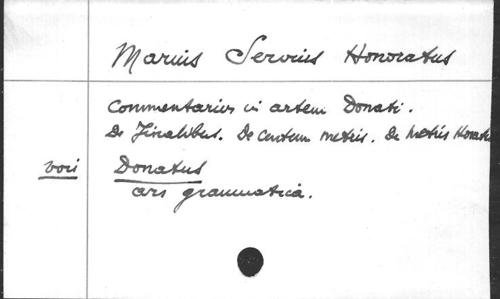 Marius Servius Honoratus
Commentarius in artem Donati.
De Finalibus. De centum metris. De Metris Horatii
voir Donatus
ars grammatica.